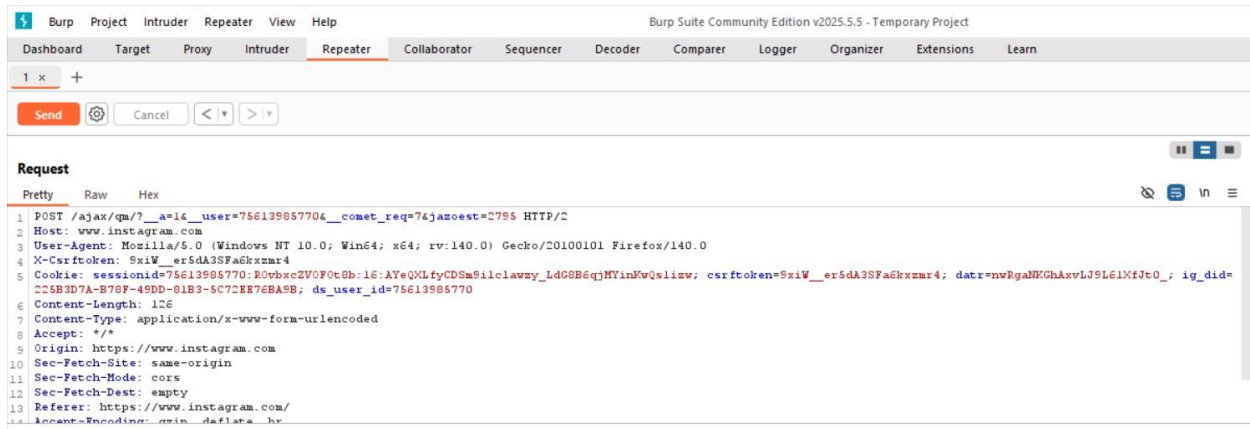 Burp Project Intruder Repeater View Help Burp Suite Community Edition v2025.5.5 - Temporary Project
Dashboard Target Proxy Intruder Repeater Collaborator Sequencer Decoder Comparer Logger Organizer Extensions Learn
1 × +
Send Cancel < >
Request
Pretty Raw Hex \n
1 POST /ajax/qm/?__a=1&__user=75613985770&__comet_req=7&jazoest=2795 HTTP/2
2 Host: www.instagram.com
3 User-Agent: Mozilla/5.0 (Windows NT 10.0; Win64; x64; rv:140.0) Gecko/20100101 Firefox/140.0
4 X-Csrftoken: 9xiW__er5dA3SFa6kxzmr4
5 Cookie: sessionid=75613985770:R0vbxcZV0F0t8b:16:AYeQXLfyCDSm9ilclawzy_LdG8B6qjMYinKwQslizw; csrftoken=9xiW__er5dA3SFa6kxzmr4; datr=nwRgaNKGhAxvLJ9L61XfJt0_; ig_did=
225B3D7A-B78F-49DD-81B3-5C72EE76BA9B; ds_user_id=75613985770
6 Content-Length: 126
7 Content-Type: application/x-www-form-urlencoded
8 Accept: */*
9 Origin: https://www.instagram.com
10 Sec-Fetch-Site: same-origin
11 Sec-Fetch-Mode: cors
12 Sec-Fetch-Dest: empty
13 Referer: https://www.instagram.com/
14 Accept-Encoding: gzip, deflate, br